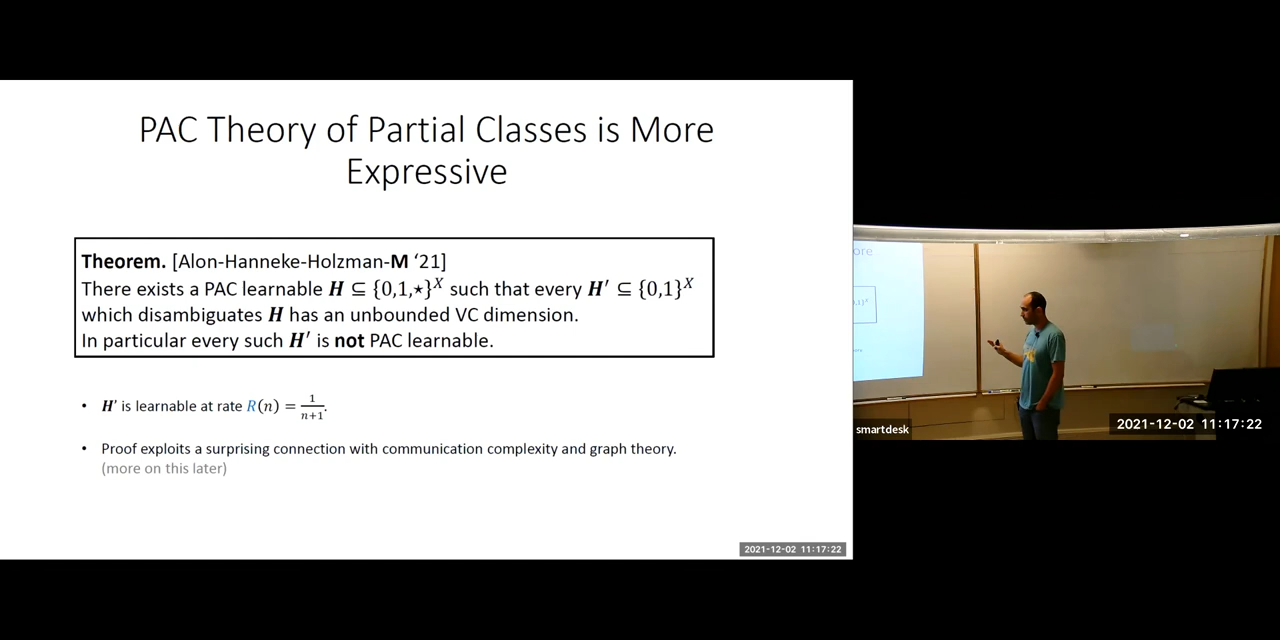 PAC Theory of Partial Classes is More
Expressive
Theorem. [Alon-Hanneke-Holzman-M '21]
There exists a PAC learnable H ⊆ {0,1,⋆}^X such that every H′ ⊆ {0,1}^X
which disambiguates H has an unbounded VC dimension.
In particular every such H′ is not PAC learnable.
• H′ is learnable at rate R(n) = 1/(n+1).
• Proof exploits a surprising connection with communication complexity and graph theory.
(more on this later)
2021-12-02 11:17:22
ore
smartdesk
2021-12-02 11:17:22